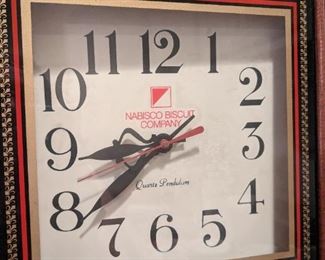 11 12 1
10 2
NABISCO BISCUIT
COMPANY
9 3
Quartz Pendulum
8 4
7 6 5